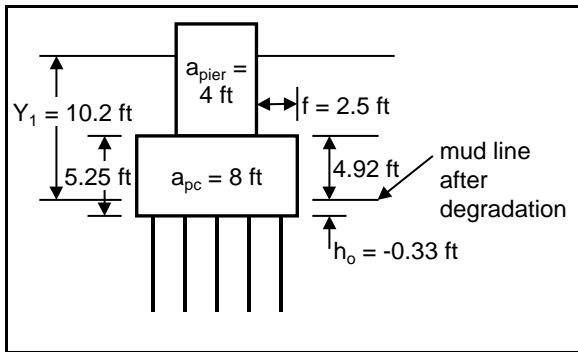 a_pier =
4 ft
Y₁ = 10.2 ft
f = 2.5 ft
5.25 ft
a_pc = 8 ft
4.92 ft
mud line
after
degradation
h_o = -0.33 ft